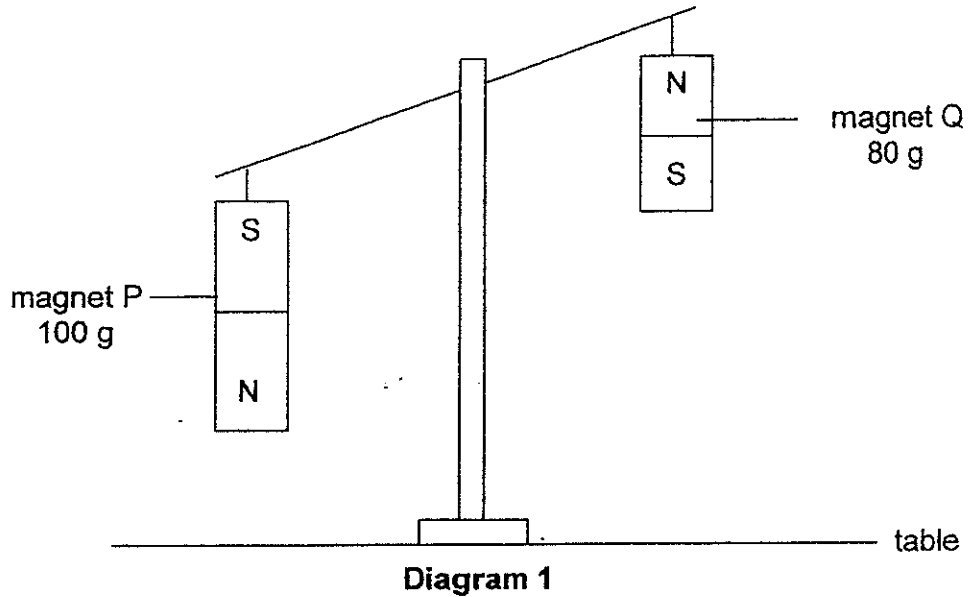 N
magnet Q
80 g
S
S
magnet P
100 g
N
table
Diagram 1